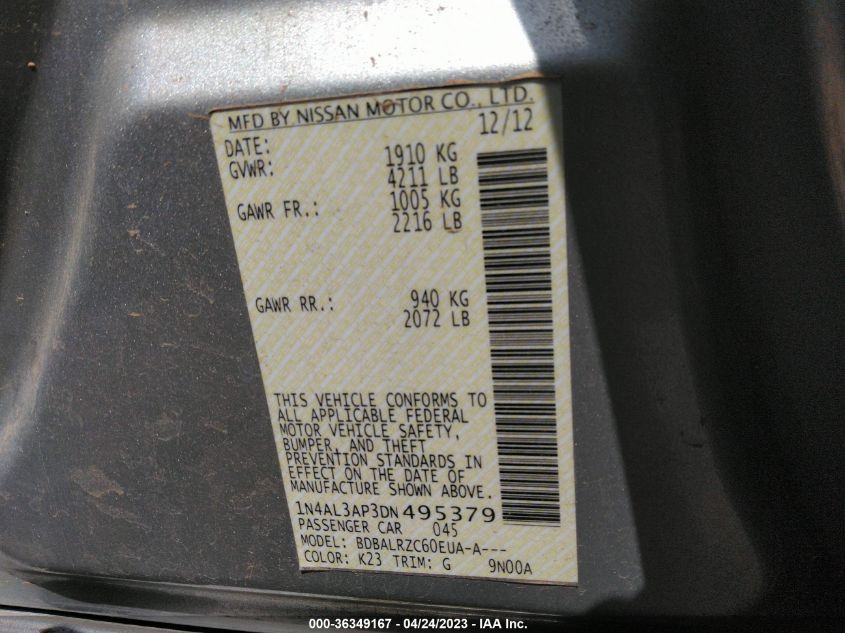 MFD BY NISSAN MOTOR CO., LTD.
DATE: 12/12
GVWR: 1910 KG
4211 LB
GAWR FR.: 1005 KG
2216 LB
GAWR RR.: 940 KG
2072 LB
THIS VEHICLE CONFORMS TO
ALL APPLICABLE FEDERAL
MOTOR VEHICLE SAFETY,
BUMPER, AND THEFT
PREVENTION STANDARDS IN
EFFECT ON THE DATE OF
MANUFACTURE SHOWN ABOVE.
1N4AL3AP3DN495379
PASSENGER CAR 045
MODEL: BDBALRZC60EUA-A---
COLOR: K23 TRIM: G 9N00A
000-36349167 - 04/24/2023 - IAA Inc.